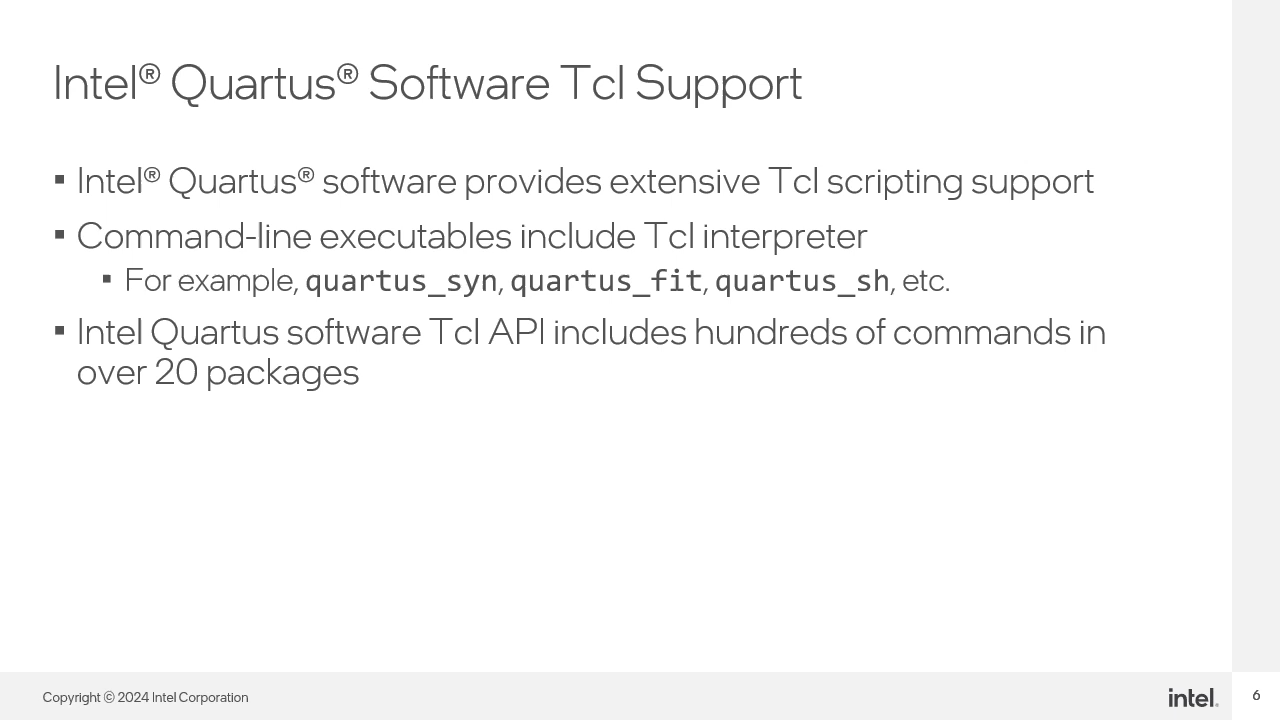 Intel® Quartus® Software Tcl Support
▪ Intel® Quartus® software provides extensive Tcl scripting support
▪ Command-line executables include Tcl interpreter
▪ For example, quartus_syn, quartus_fit, quartus_sh, etc.
▪ Intel Quartus software Tcl API includes hundreds of commands in
over 20 packages
Copyright © 2024 Intel Corporation
intel.
6